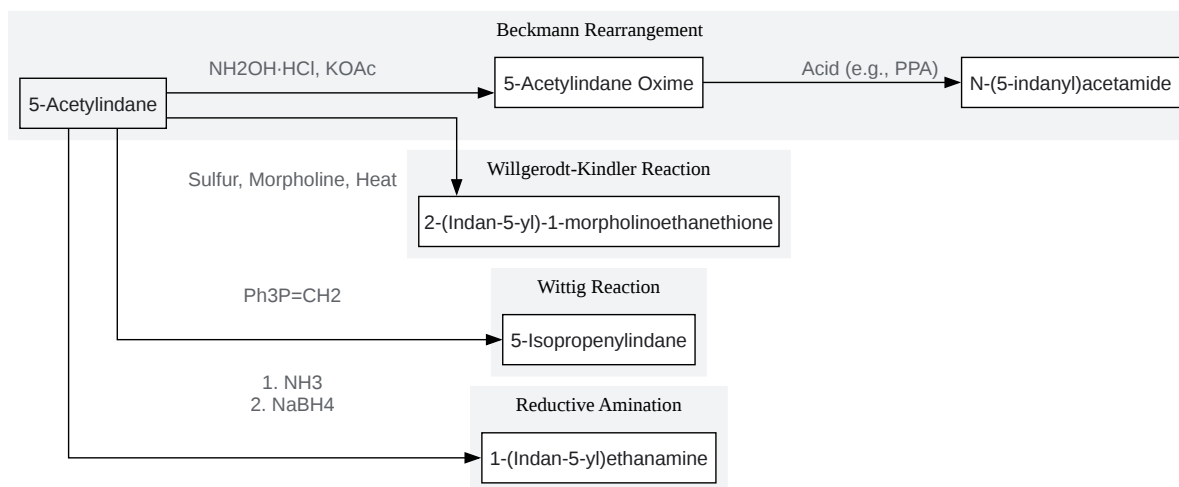 Beckmann Rearrangement
NH2OH·HCl, KOAc
Acid (e.g., PPA)
5-Acetylindane
5-Acetylindane Oxime
N-(5-indanyl)acetamide
Willgerodt-Kindler Reaction
Sulfur, Morpholine, Heat
2-(Indan-5-yl)-1-morpholinoethanethione
Wittig Reaction
Ph3P=CH2
5-Isopropenylindane
1. NH3
2. NaBH4
Reductive Amination
1-(Indan-5-yl)ethanamine